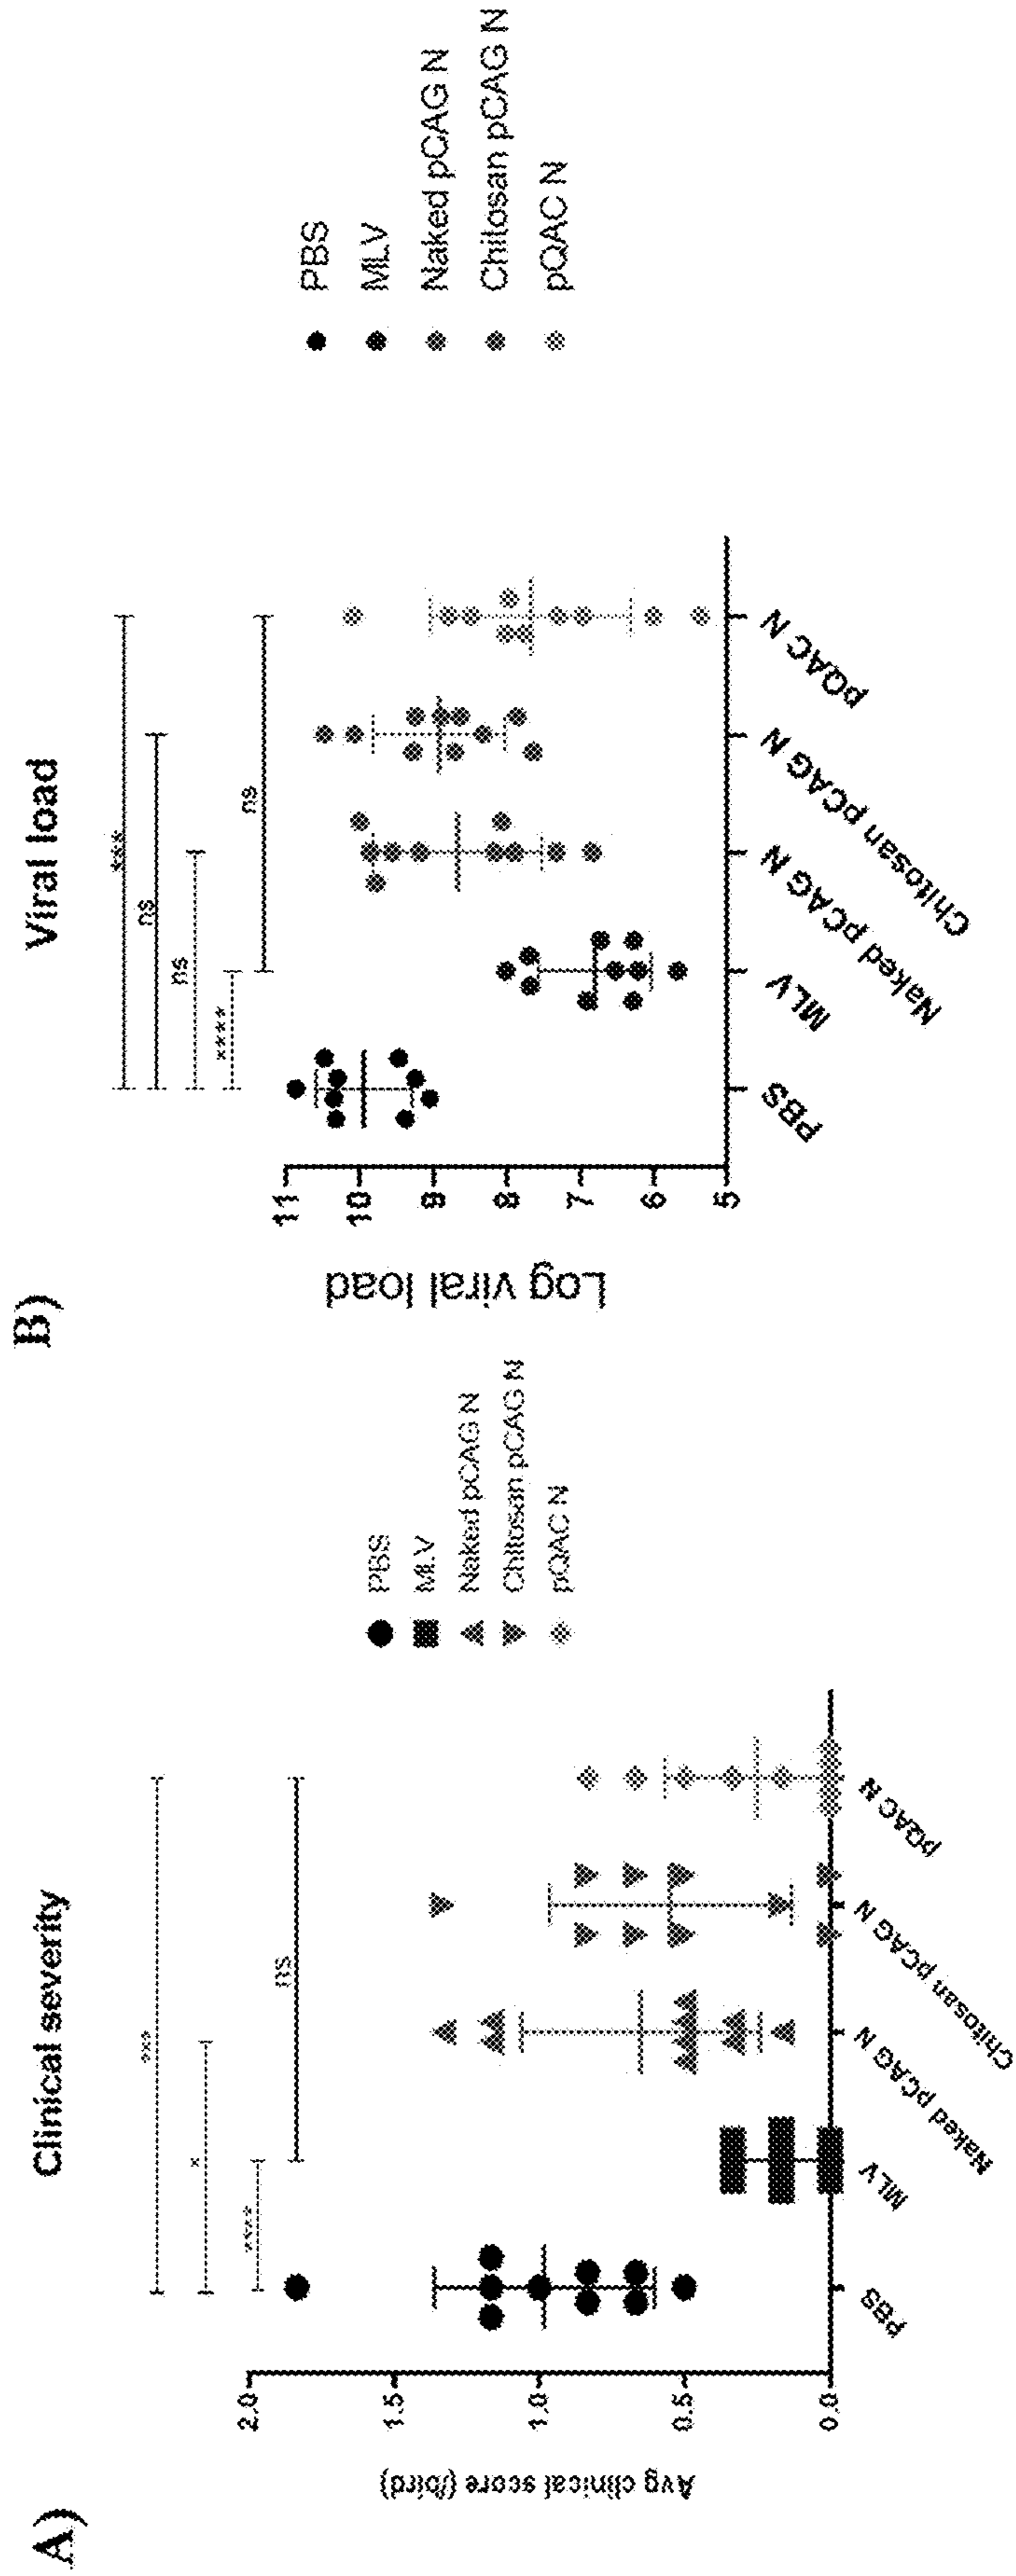 A)
Clinical severity
***
*
****
ns
Avg clinical score (/bird)
2.0
1.5
1.0
0.5
0.0
PBS
MLV
Naked pCAG N
Chitosan pCAG N
pQAC N
PBS
MLV
Naked pCAG N
Chitosan pCAG N
pQAC N
B)
Viral load
***
ns
ns
****
ns
Log viral load
11
10
9
8
7
6
5
PBS
MLV
Naked pCAG N
Chitosan pCAG N
pQAC N
PBS
MLV
Naked pCAG N
Chitosan pCAG N
pQAC N